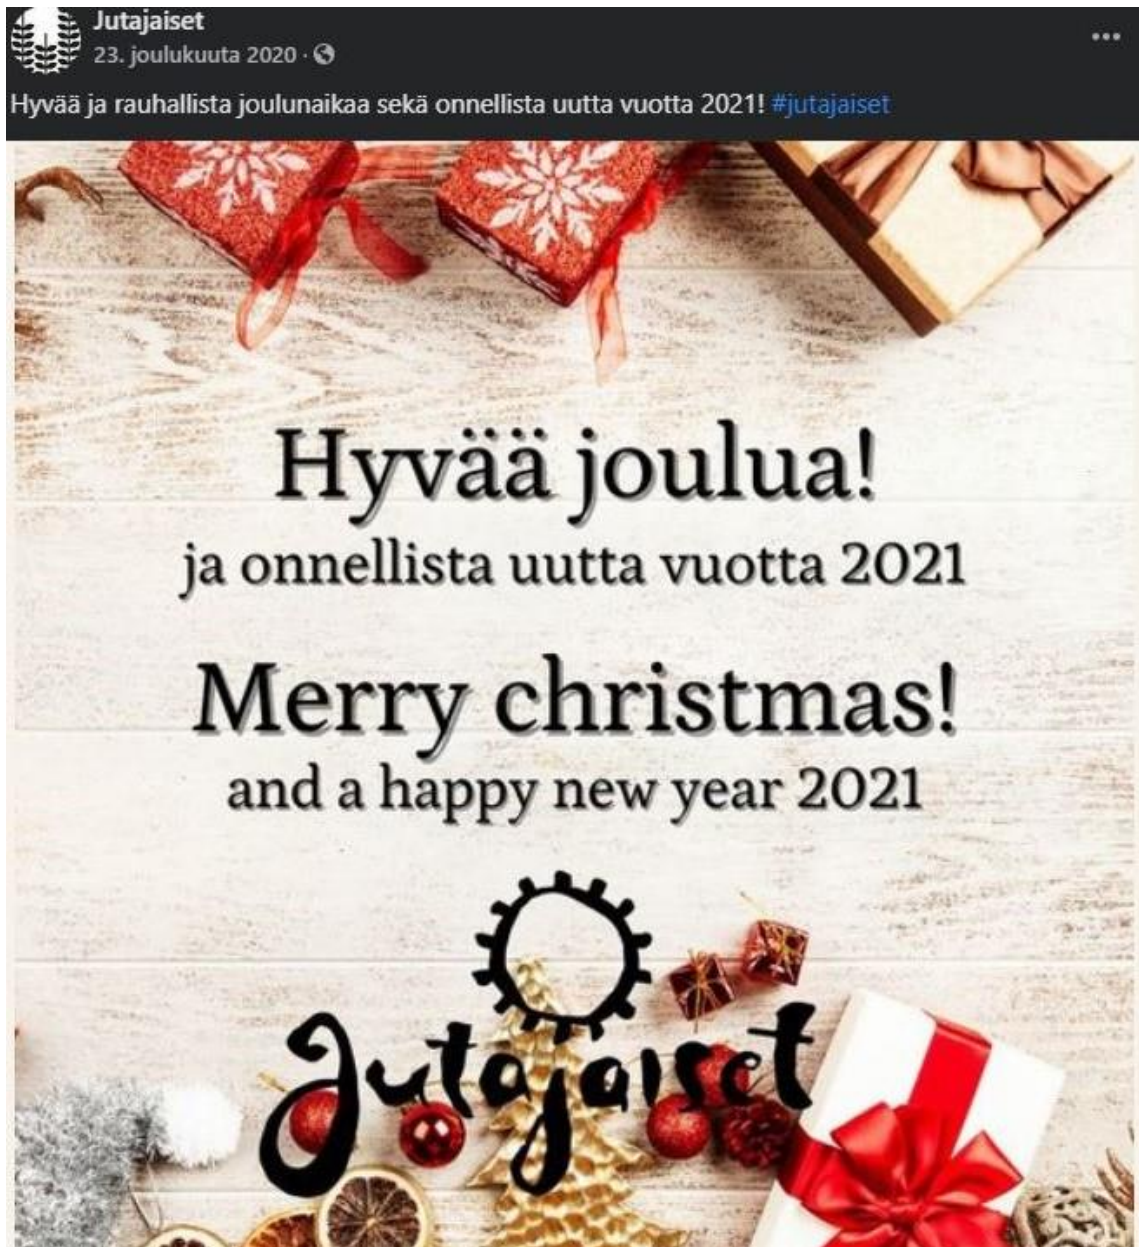 Jutajaiset
23. joulukuuta 2020 ·
Hyvää ja rauhallista joulunaikaa sekä onnellista uutta vuotta 2021! #jutajaiset
Hyvää joulua!
ja onnellista uutta vuotta 2021
Merry christmas!
and a happy new year 2021
Jutajaiset